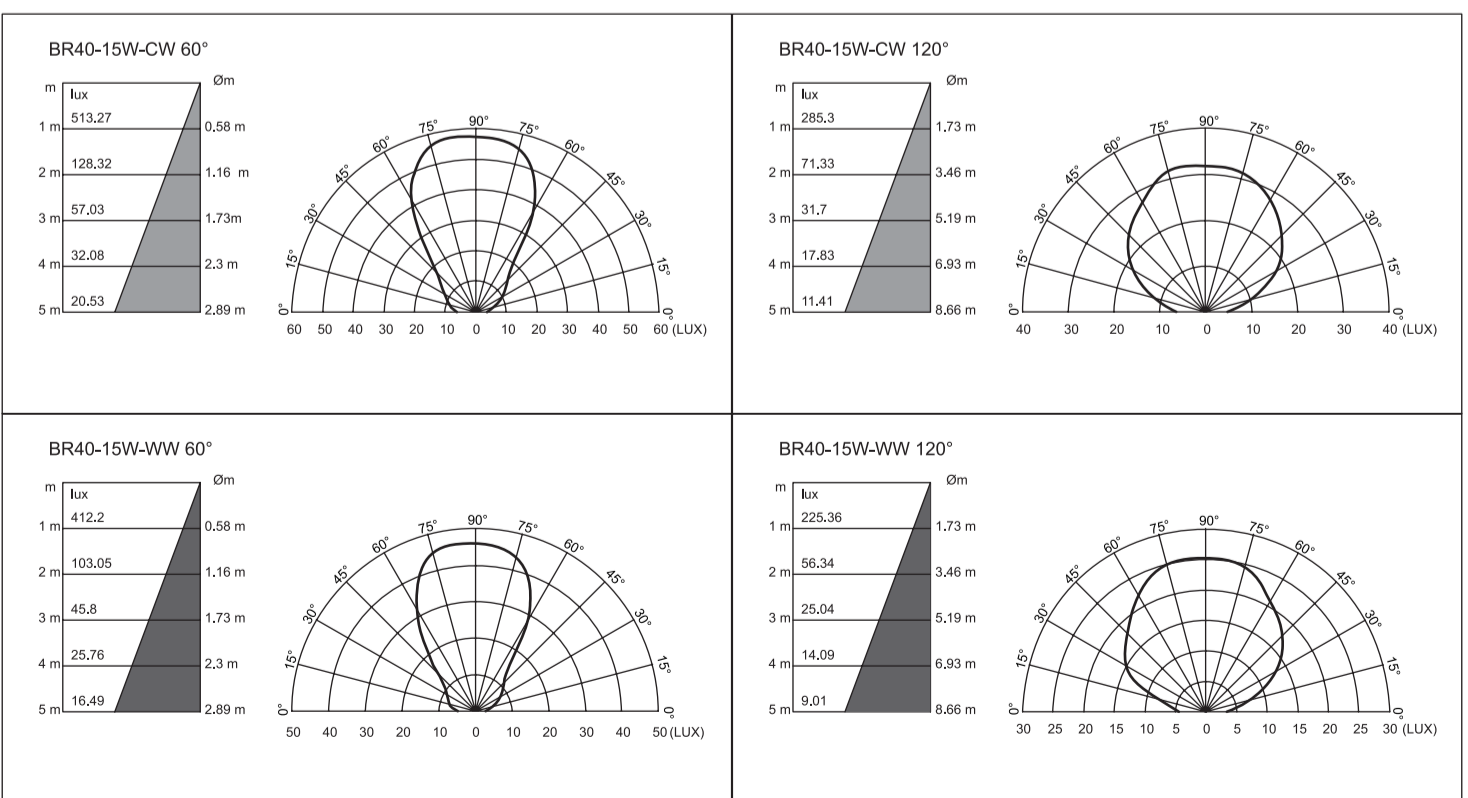 BR40-15W-CW 60°
m lux Øm
513.27
1 m 0.58 m
128.32
2 m 1.16 m
57.03
3 m 1.73m
32.08
4 m 2.3 m
20.53
5 m 2.89 m
0° 15° 30° 45° 60° 75° 90° 75° 60° 45° 30° 15° 0°
60 50 40 30 20 10 0 10 20 30 40 50 60 (LUX)
BR40-15W-CW 120°
m lux Øm
285.3
1 m 1.73 m
71.33
2 m 3.46 m
31.7
3 m 5.19 m
17.83
4 m 6.93 m
11.41
5 m 8.66 m
0° 15° 30° 45° 60° 75° 90° 75° 60° 45° 30° 15° 0°
40 30 20 10 0 10 20 30 40 (LUX)
BR40-15W-WW 60°
m lux Øm
412.2
1 m 0.58 m
103.05
2 m 1.16 m
45.8
3 m 1.73 m
25.76
4 m 2.3 m
16.49
5 m 2.89 m
0° 15° 30° 45° 60° 75° 90° 75° 60° 45° 30° 15° 0°
50 40 30 20 10 0 10 20 30 40 50 (LUX)
BR40-15W-WW 120°
m lux Øm
225.36
1 m 1.73 m
56.34
2 m 3.46 m
25.04
3 m 5.19 m
14.09
4 m 6.93 m
9.01
5 m 8.66 m
0° 15° 30° 45° 60° 75° 90° 75° 60° 45° 30° 15° 0°
30 25 20 15 10 5 0 5 10 15 20 25 30 (LUX)